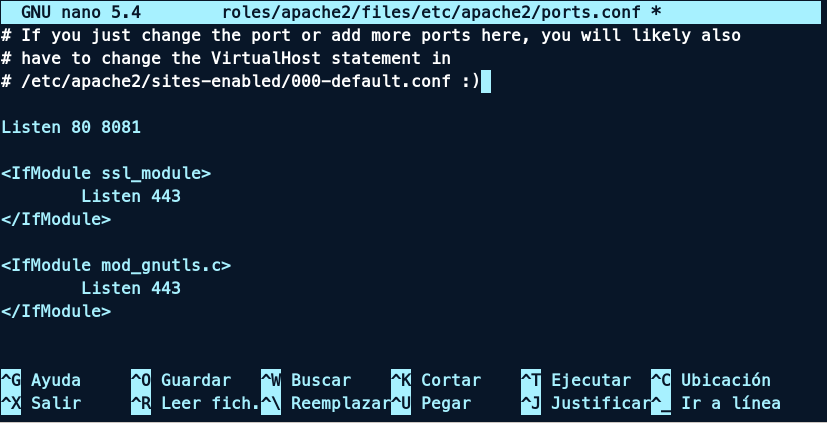 GNU nano 5.4 roles/apache2/files/etc/apache2/ports.conf *
# If you just change the port or add more ports here, you will likely also
# have to change the VirtualHost statement in
# /etc/apache2/sites-enabled/000-default.conf :)
Listen 80 8081
<IfModule ssl_module>
Listen 443
</IfModule>
<IfModule mod_gnutls.c>
Listen 443
</IfModule>
^G Ayuda ^O Guardar ^W Buscar ^K Cortar ^T Ejecutar ^C Ubicación
^X Salir ^R Leer fich. ^\ Reemplazar ^U Pegar ^J Justificar ^_ Ir a línea